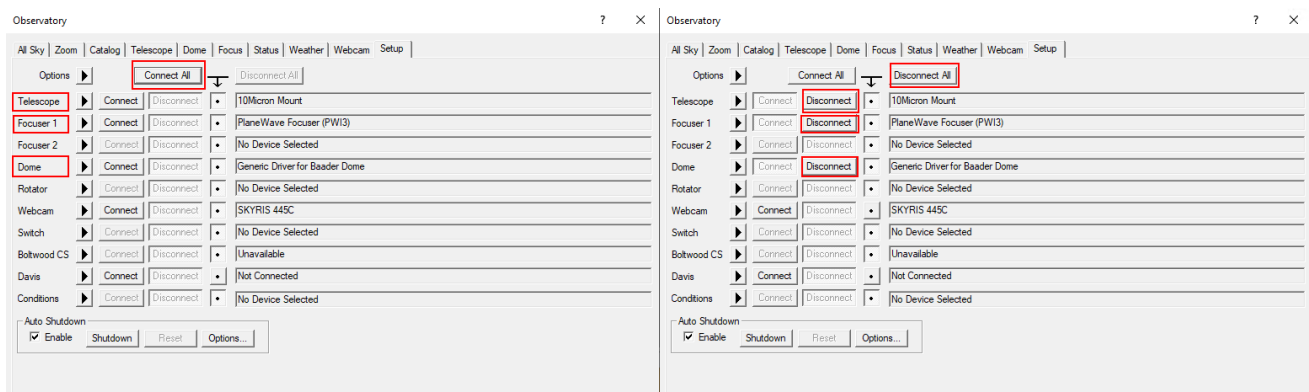 Observatory ? ×
All Sky Zoom Catalog Telescope Dome Focus Status Weather Webcam Setup
Options Connect All Disconnect All
Telescope Connect Disconnect 10Micron Mount
Focuser 1 Connect Disconnect PlaneWave Focuser (PWI3)
Focuser 2 Connect Disconnect No Device Selected
Dome Connect Disconnect Generic Driver for Baader Dome
Rotator Connect Disconnect No Device Selected
Webcam Connect Disconnect SKYRIS 445C
Switch Connect Disconnect No Device Selected
Boltwood CS Connect Disconnect Unavailable
Davis Connect Disconnect Not Connected
Conditions Connect Disconnect No Device Selected
Auto Shutdown
Enable Shutdown Reset Options...
Observatory ? ×
All Sky Zoom Catalog Telescope Dome Focus Status Weather Webcam Setup
Options Connect All Disconnect All
Telescope Connect Disconnect 10Micron Mount
Focuser 1 Connect Disconnect PlaneWave Focuser (PWI3)
Focuser 2 Connect Disconnect No Device Selected
Dome Connect Disconnect Generic Driver for Baader Dome
Rotator Connect Disconnect No Device Selected
Webcam Connect Disconnect SKYRIS 445C
Switch Connect Disconnect No Device Selected
Boltwood CS Connect Disconnect Unavailable
Davis Connect Disconnect Not Connected
Conditions Connect Disconnect No Device Selected
Auto Shutdown
Enable Shutdown Reset Options...